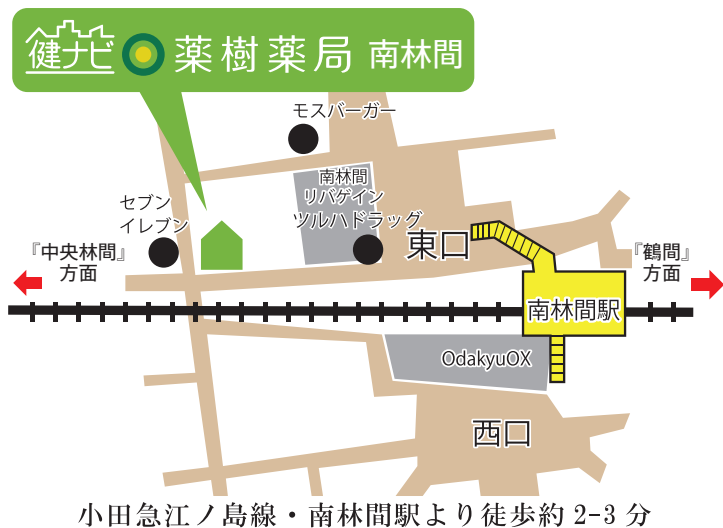 健ナビ 薬樹薬局 南林間
モスバーガー
南林間
リバゲイン
ツルハドラッグ
セブン
イレブン
東口
『中央林間』
方面
『鶴間』
方面
南林間駅
OdakyuOX
西口
小田急江ノ島線・南林間駅より徒歩約2-3分